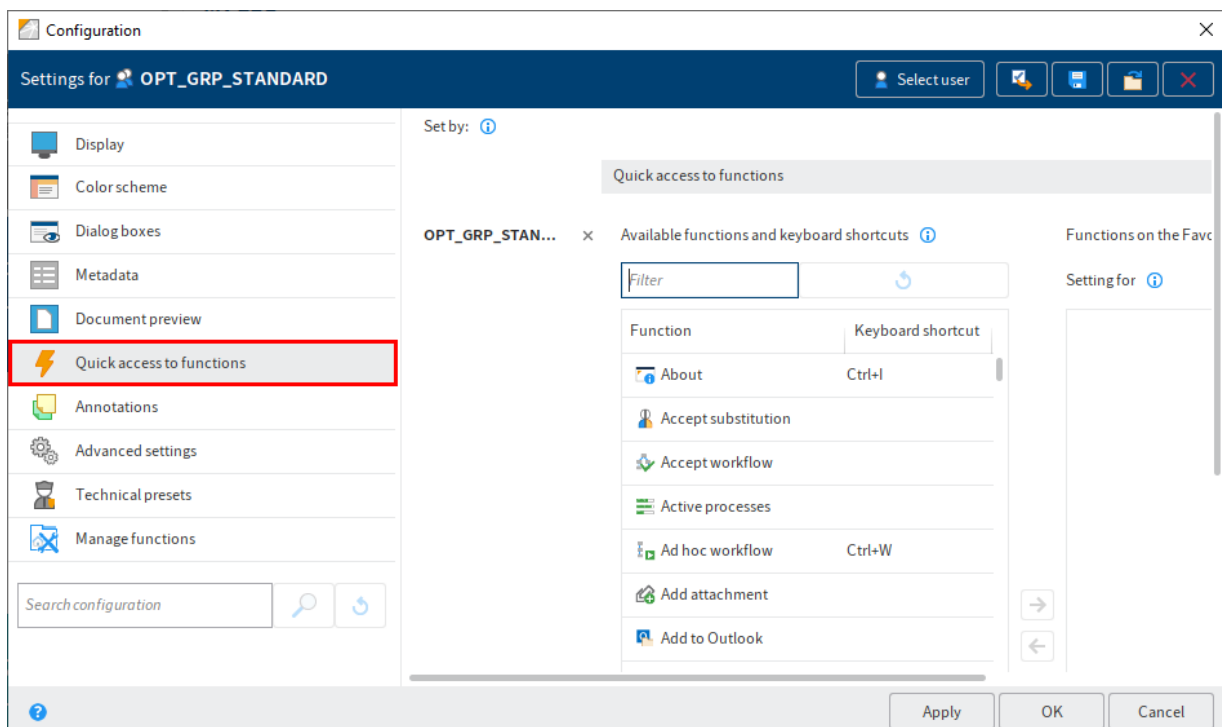 Configuration
Settings for OPT_GRP_STANDARD
Select user
Display
Color scheme
Dialog boxes
Metadata
Document preview
Quick access to functions
Annotations
Advanced settings
Technical presets
Manage functions
Search configuration
Set by:
Quick access to functions
OPT_GRP_STAN...
Available functions and keyboard shortcuts
Filter
Function Keyboard shortcut
About Ctrl+I
Accept substitution
Accept workflow
Active processes
Ad hoc workflow Ctrl+W
Add attachment
Add to Outlook
Functions on the Favo
Setting for
Apply OK Cancel